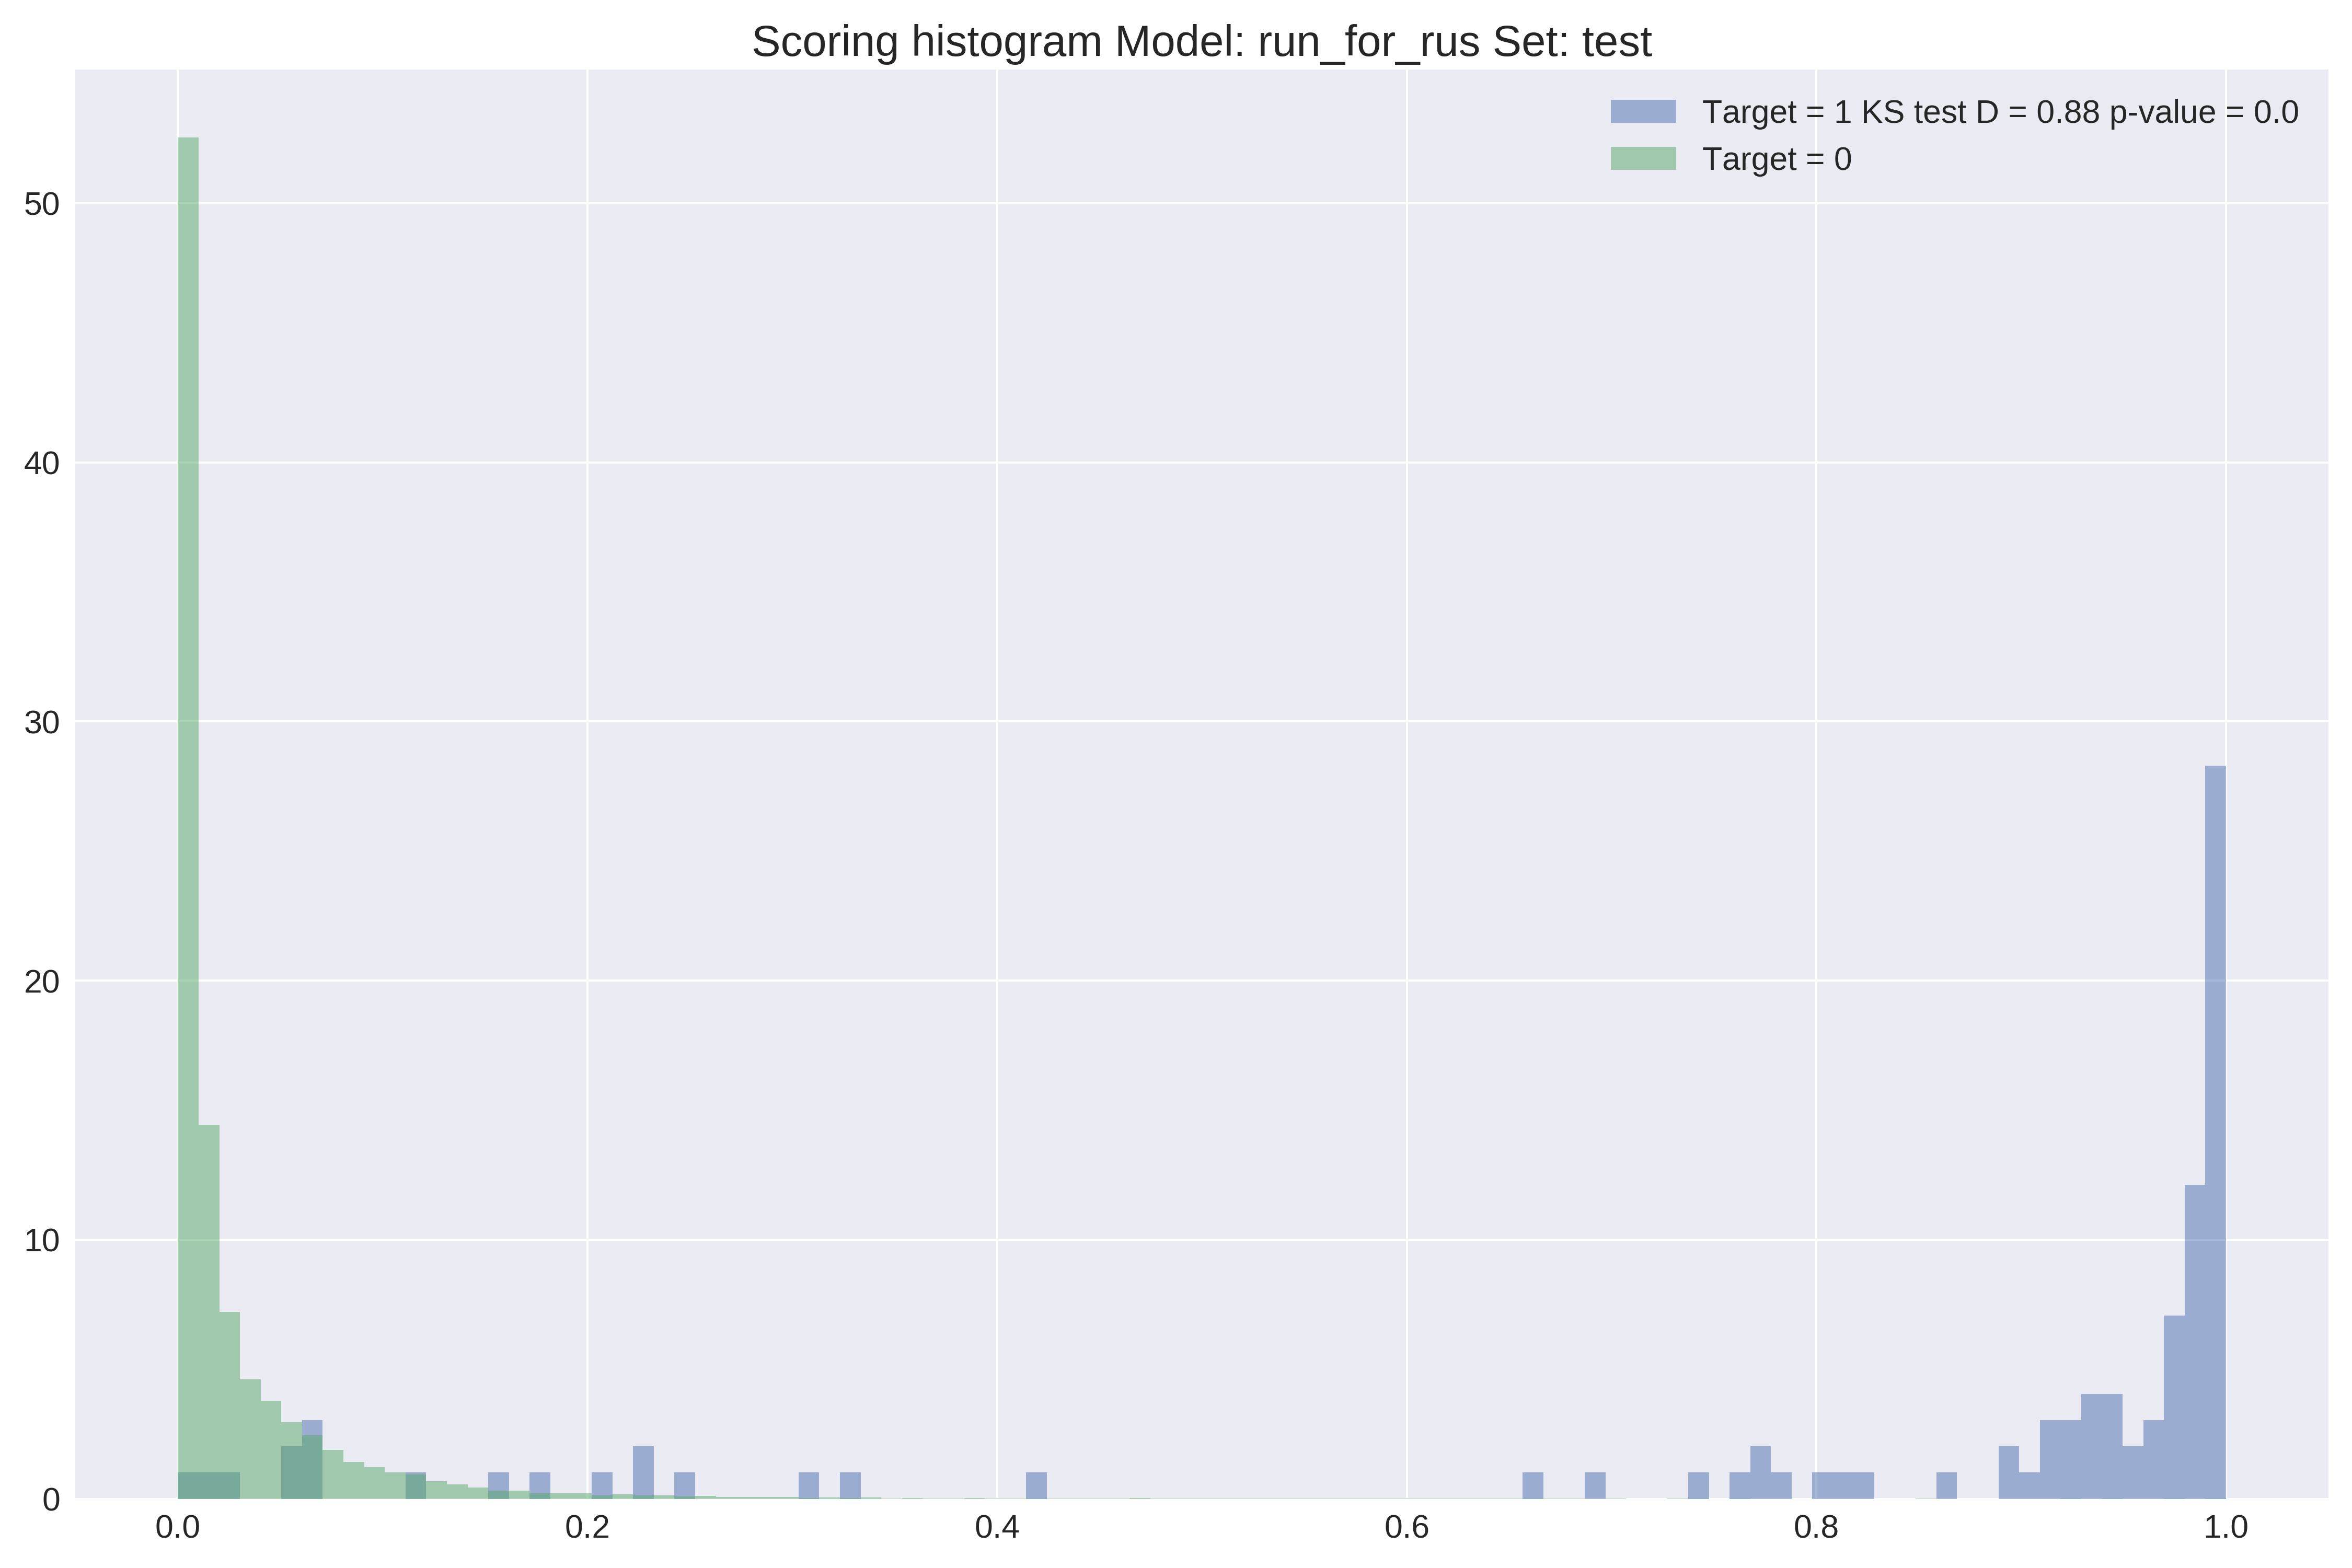 Scoring histogram Model: run_for_rus Set: test
Target = 1 KS test D = 0.88 p-value = 0.0
Target = 0
50
40
30
20
10
0
0.0 0.2 0.4 0.6 0.8 1.0